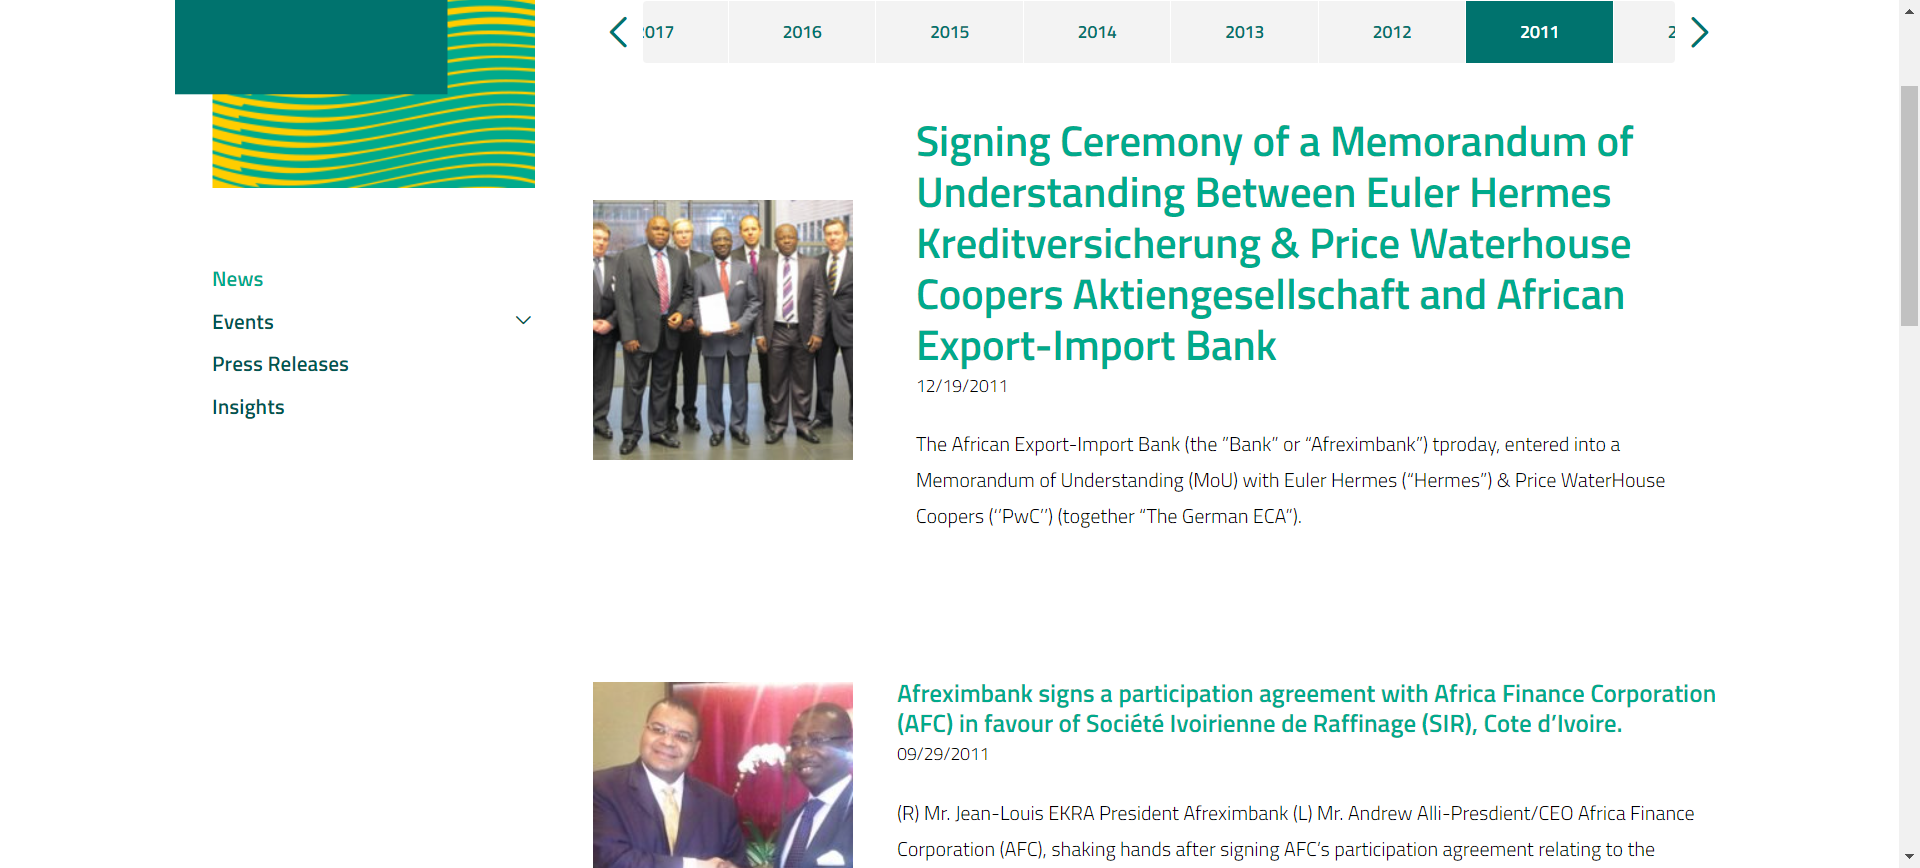 2017
2016
2015
2014
2013
2012
2011
News
Events
Press Releases
Insights
Signing Ceremony of a Memorandum of
Understanding Between Euler Hermes
Kreditversicherung & Price Waterhouse
Coopers Aktiengesellschaft and African
Export-Import Bank
12/19/2011
The African Export-Import Bank (the ”Bank” or “Afreximbank”) tproday, entered into a
Memorandum of Understanding (MoU) with Euler Hermes (“Hermes”) & Price WaterHouse
Coopers (‘’PwC’’) (together “The German ECA”).
Afreximbank signs a participation agreement with Africa Finance Corporation
(AFC) in favour of Société Ivoirienne de Raffinage (SIR), Cote d’Ivoire.
09/29/2011
(R) Mr. Jean-Louis EKRA President Afreximbank (L) Mr. Andrew Alli-Presdient/CEO Africa Finance
Corporation (AFC), shaking hands after signing AFC’s participation agreement relating to the